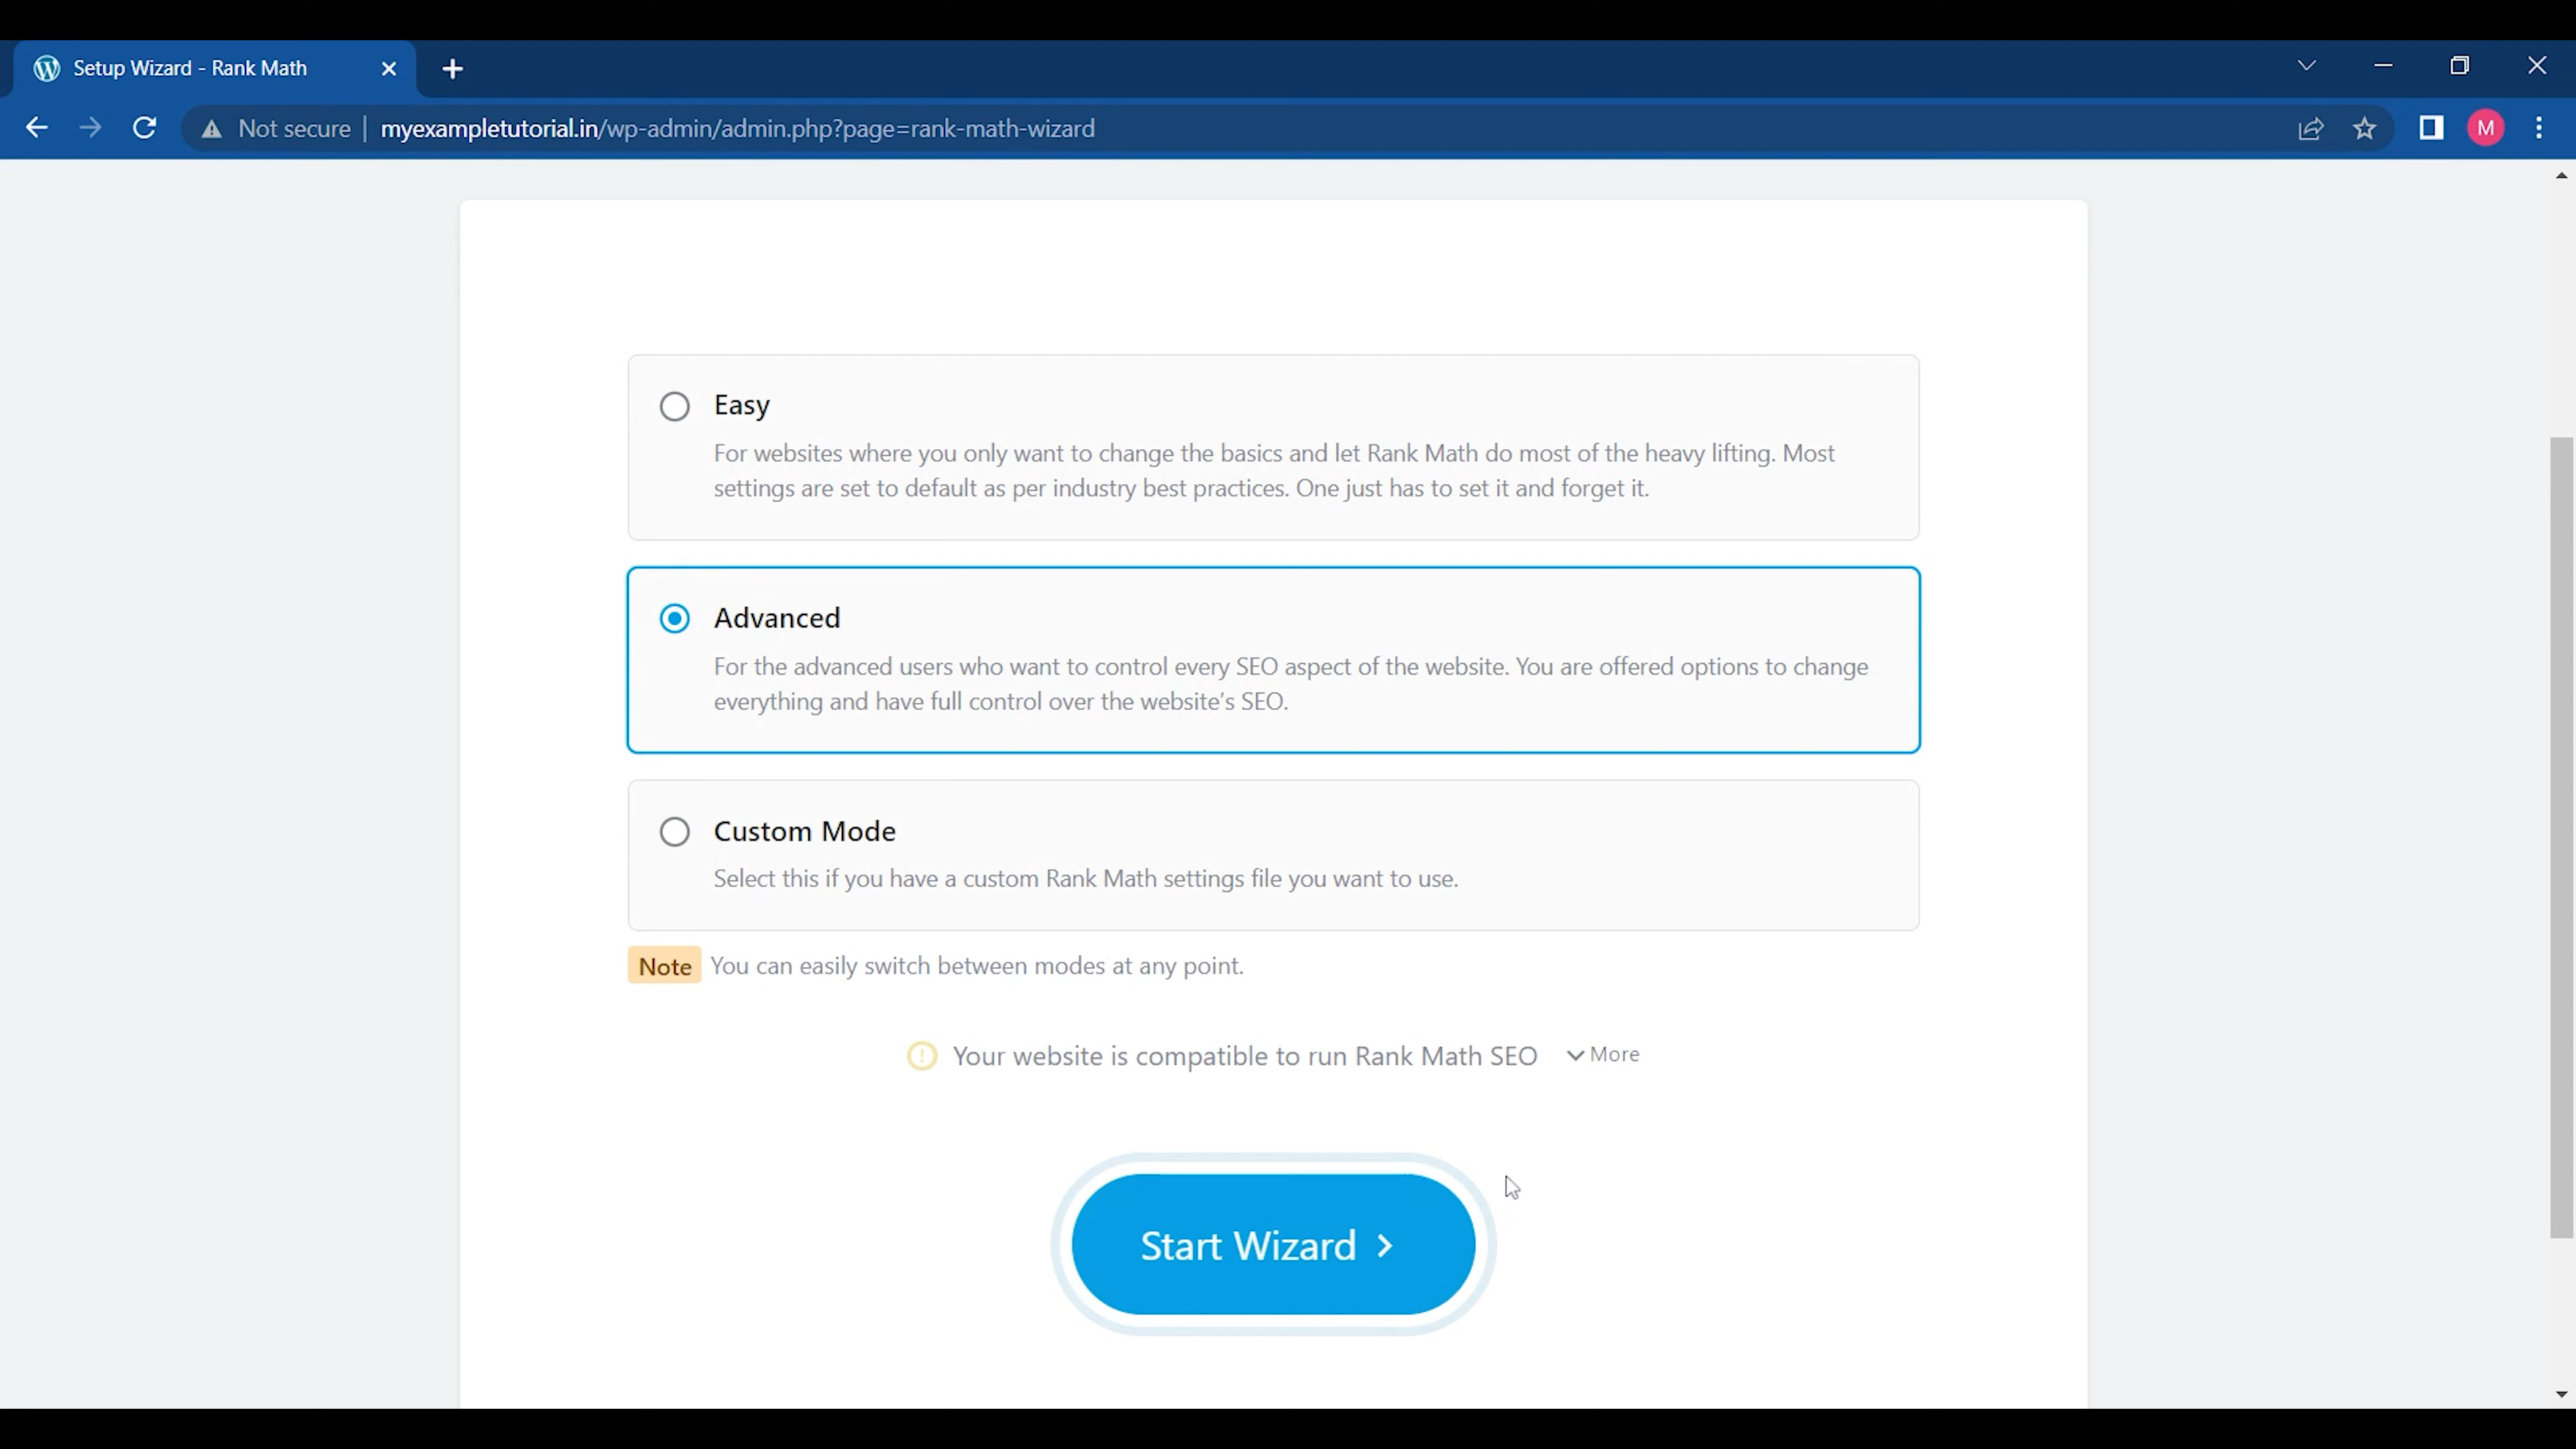 Setup Wizard - Rank Math
Not secure | myexampletutorial.in/wp-admin/admin.php?page=rank-math-wizard
M
Easy
For websites where you only want to change the basics and let Rank Math do most of the heavy lifting. Most
settings are set to default as per industry best practices. One just has to set it and forget it.
Advanced
For the advanced users who want to control every SEO aspect of the website. You are offered options to change
everything and have full control over the website’s SEO.
Custom Mode
Select this if you have a custom Rank Math settings file you want to use.
Note You can easily switch between modes at any point.
Your website is compatible to run Rank Math SEO More
Start Wizard